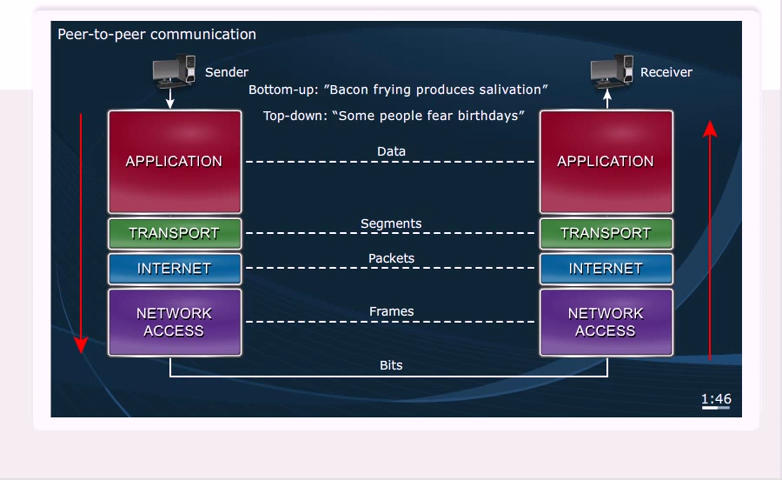 Peer-to-peer communication
Sender
Receiver
Bottom-up: ”Bacon frying produces salivation”
Top-down: “Some people fear birthdays”
APPLICATION
Data
APPLICATION
Segments
TRANSPORT
TRANSPORT
Packets
INTERNET
INTERNET
Frames
NETWORK
ACCESS
NETWORK
ACCESS
Bits
1:46